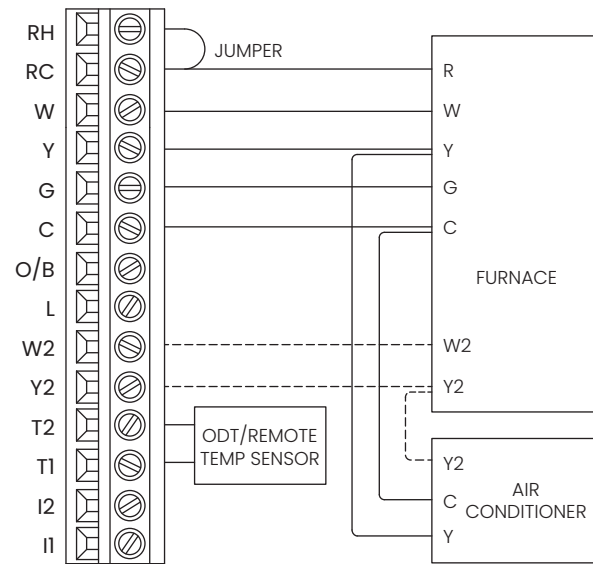 RH
RC
W
Y
G
C
O/B
L
W2
Y2
T2
T1
I2
I1
JUMPER
ODT/REMOTE
TEMP SENSOR
R
W
Y
G
C
FURNACE
W2
Y2
Y2
C
Y
AIR
CONDITIONER